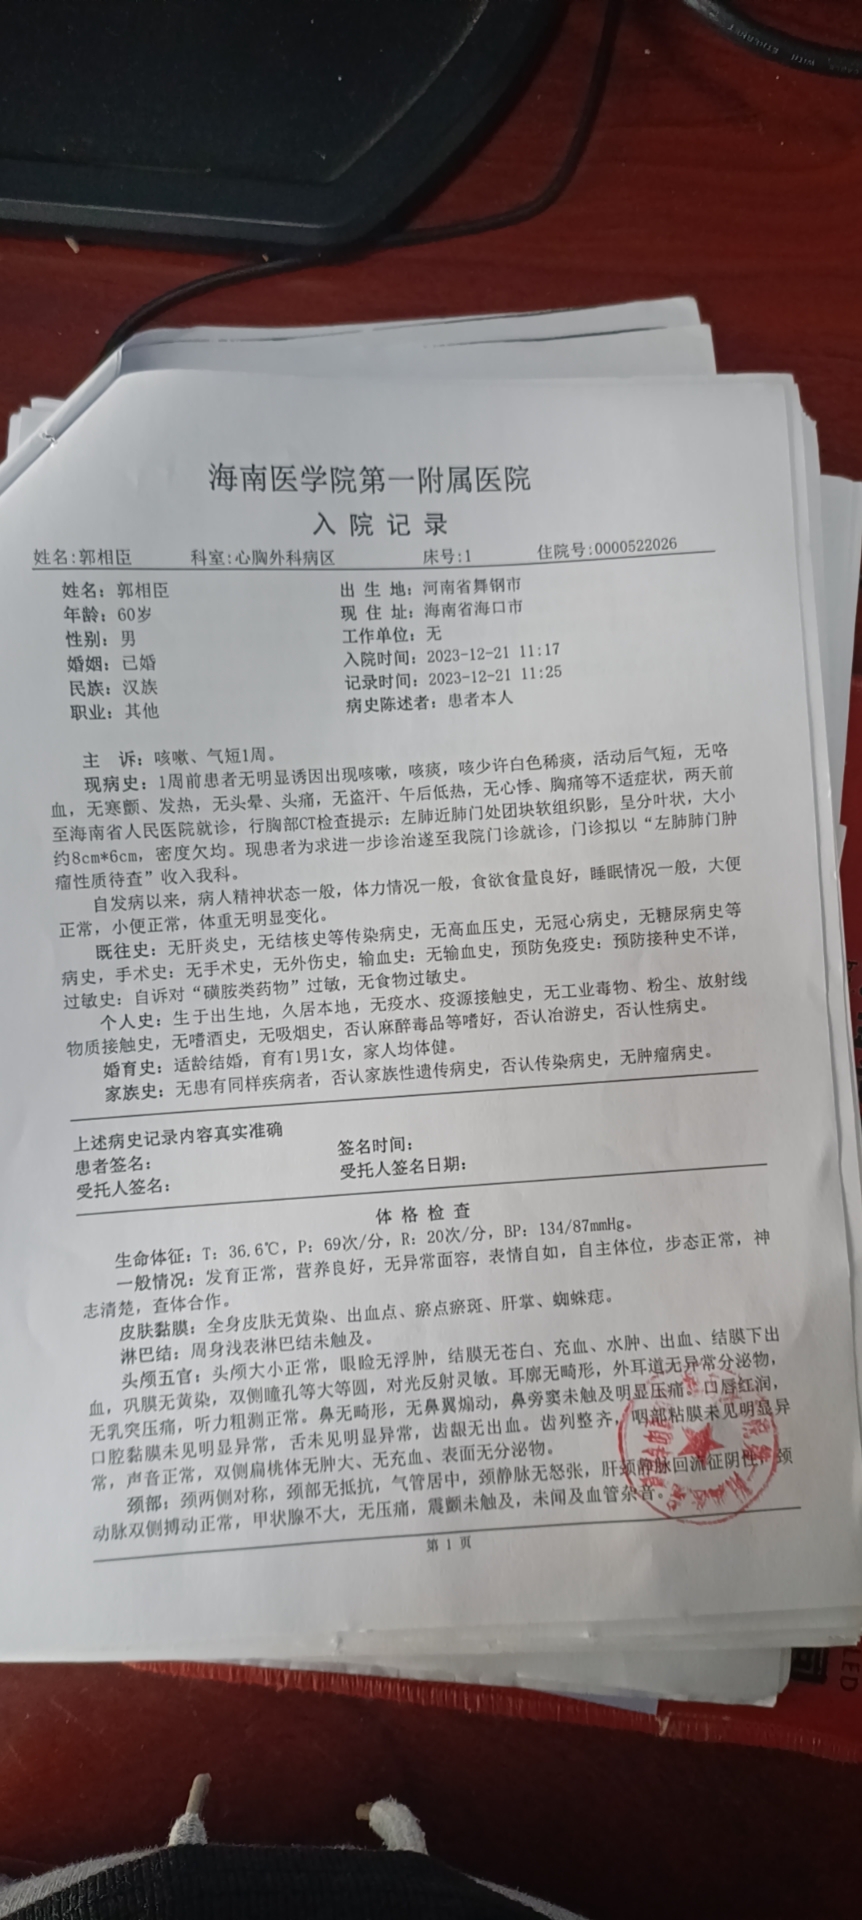 海南医学院第一附属医院
入院记录
姓名:郭相臣 科室:心胸外科病区 床号:1 住院号:0000522026
姓名：郭相臣 出生地：河南省舞钢市
年龄：60岁 现住址：海南省海口市
性别：男 工作单位：无
婚姻：已婚 入院时间：2023-12-21 11:17
民族：汉族 记录时间：2023-12-21 11:25
职业：其他 病史陈述者：患者本人
主诉：咳嗽、气短1周。
现病史：1周前患者无明显诱因出现咳嗽，咳痰，咳少许白色稀痰，活动后气短，无咯
血，无寒颤、发热，无头晕、头痛，无盗汗、午后低热，无心悸、胸痛等不适症状，两天前
至海南省人民医院就诊，行胸部CT检查提示：左肺近肺门处团块软组织影，呈分叶状，大小
约8cm*6cm，密度欠均。现患者为求进一步诊治遂至我院门诊就诊，门诊拟以“左肺肺门肿
瘤性质待查”收入我科。
自发病以来，病人精神状态一般，体力情况一般，食欲食量良好，睡眠情况一般，大便
正常，小便正常，体重无明显变化。
既往史：无肝炎史，无结核史等传染病史，无高血压史，无冠心病史，无糖尿病史等
病史，手术史：无手术史，无外伤史，输血史：无输血史，预防免疫史：预防接种史不详，
过敏史：自诉对“磺胺类药物”过敏，无食物过敏史。
个人史：生于出生地，久居本地，无疫水、疫源接触史，无工业毒物、粉尘、放射线
物质接触史，无嗜酒史，无吸烟史，否认麻醉毒品等嗜好，否认冶游史，否认性病史。
婚育史：适龄结婚，育有1男1女，家人均体健。
家族史：无患有同样疾病者，否认家族性遗传病史，否认传染病史，无肿瘤病史。
上述病史记录内容真实准确
患者签名： 签名时间：
受托人签名： 受托人签名日期：
体格检查
生命体征：T：36.6℃，P：69次/分，R：20次/分，BP：134/87mmHg。
一般情况：发育正常，营养良好，无异常面容，表情自如，自主体位，步态正常，神
志清楚，查体合作。
皮肤黏膜：全身皮肤无黄染、出血点、瘀点瘀斑、肝掌、蜘蛛痣。
淋巴结：周身浅表淋巴结未触及。
头颅五官：头颅大小正常，眼睑无浮肿，结膜无苍白、充血、水肿、出血、结膜下出
血，巩膜无黄染，双侧瞳孔等大等圆，对光反射灵敏。耳廓无畸形，外耳道无异常分泌物，
无乳突压痛，听力粗测正常。鼻无畸形，无鼻翼煽动，鼻旁窦未触及明显压痛。口唇红润，
口腔黏膜未见明显异常，舌未见明显异常，齿龈无出血。齿列整齐，咽部粘膜未见明显异
常，声音正常，双侧扁桃体无肿大、无充血、表面无分泌物。
颈部：颈两侧对称，颈部无抵抗，气管居中，颈静脉无怒张，肝颈静脉回流征阴性，颈
动脉双侧搏动正常，甲状腺不大，无压痛，震颤未触及，未闻及血管杂音。
第 1 页